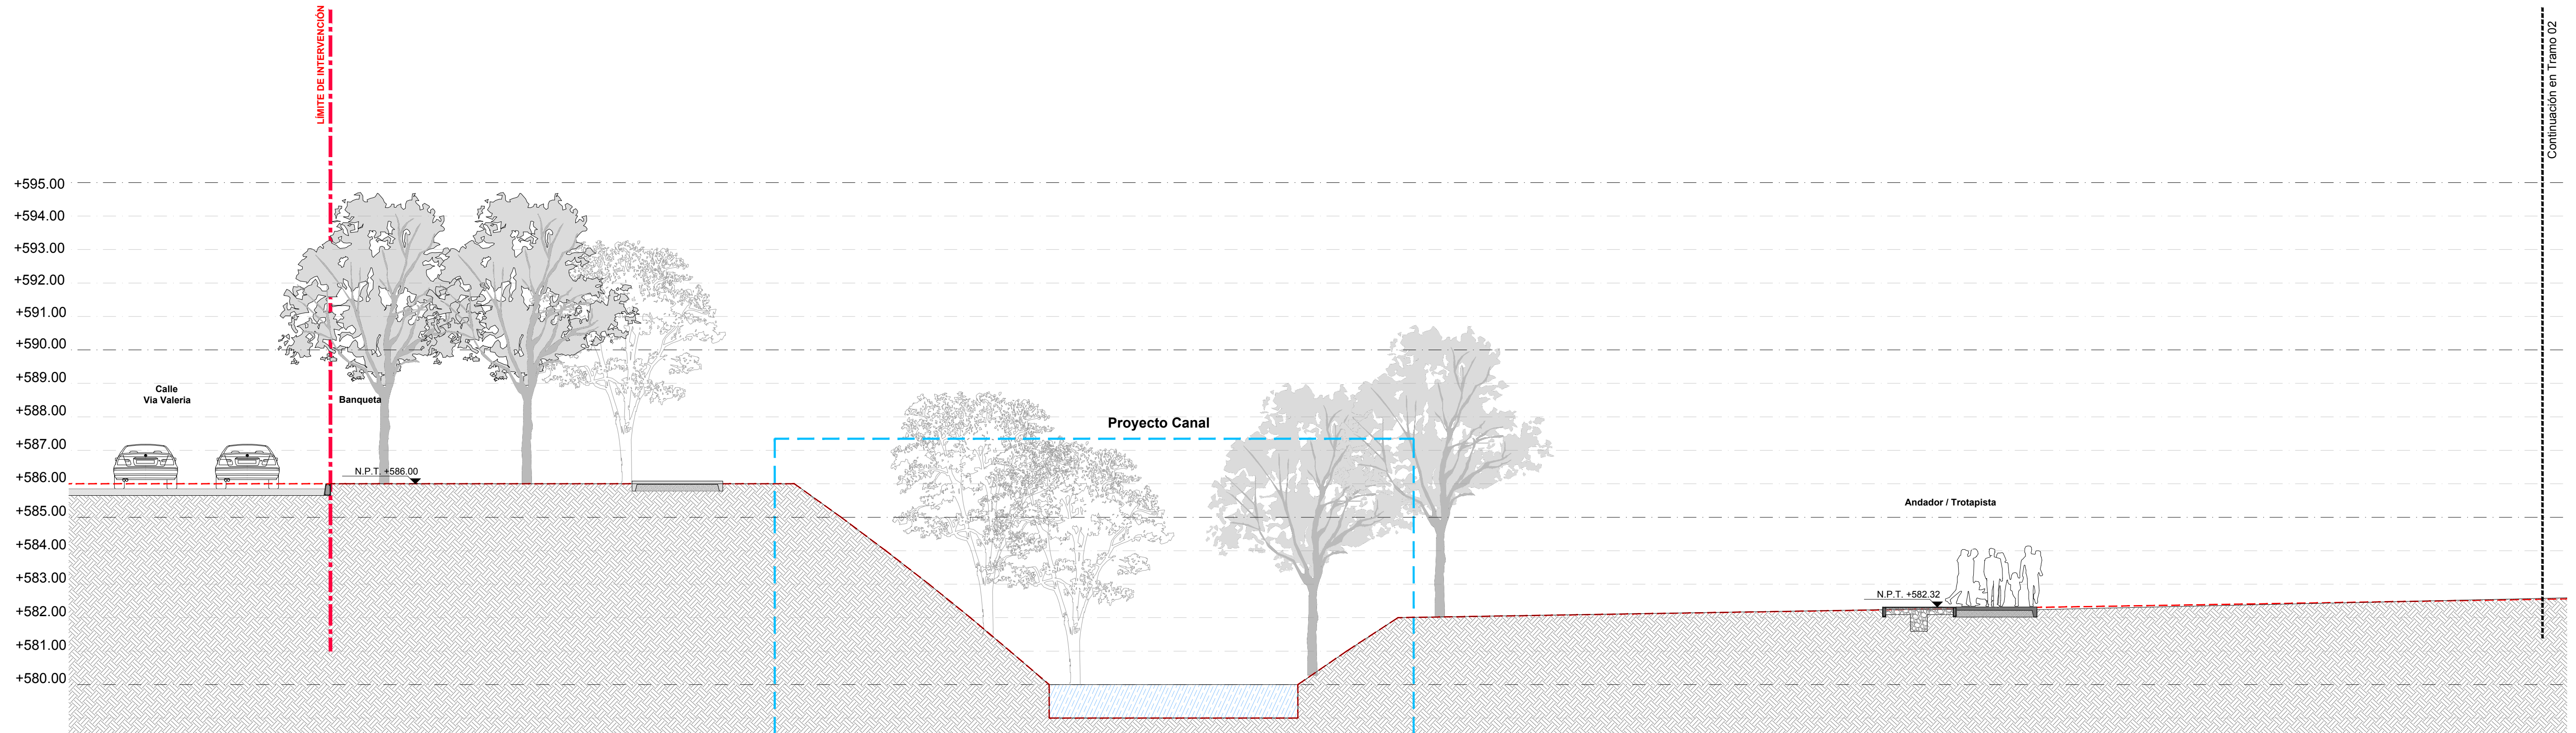 LÍMITE DE INTERVENCIÓN
Continuación en Tramo 02
+595.00
+594.00
+593.00
+592.00
+591.00
+590.00
+589.00
+588.00
+587.00
+586.00
+585.00
+584.00
+583.00
+582.00
+581.00
+580.00
Calle
Via Valeria
Banqueta
N.P.T. +586.00
Proyecto Canal
Andador / Trotapista
N.P.T. +582.32